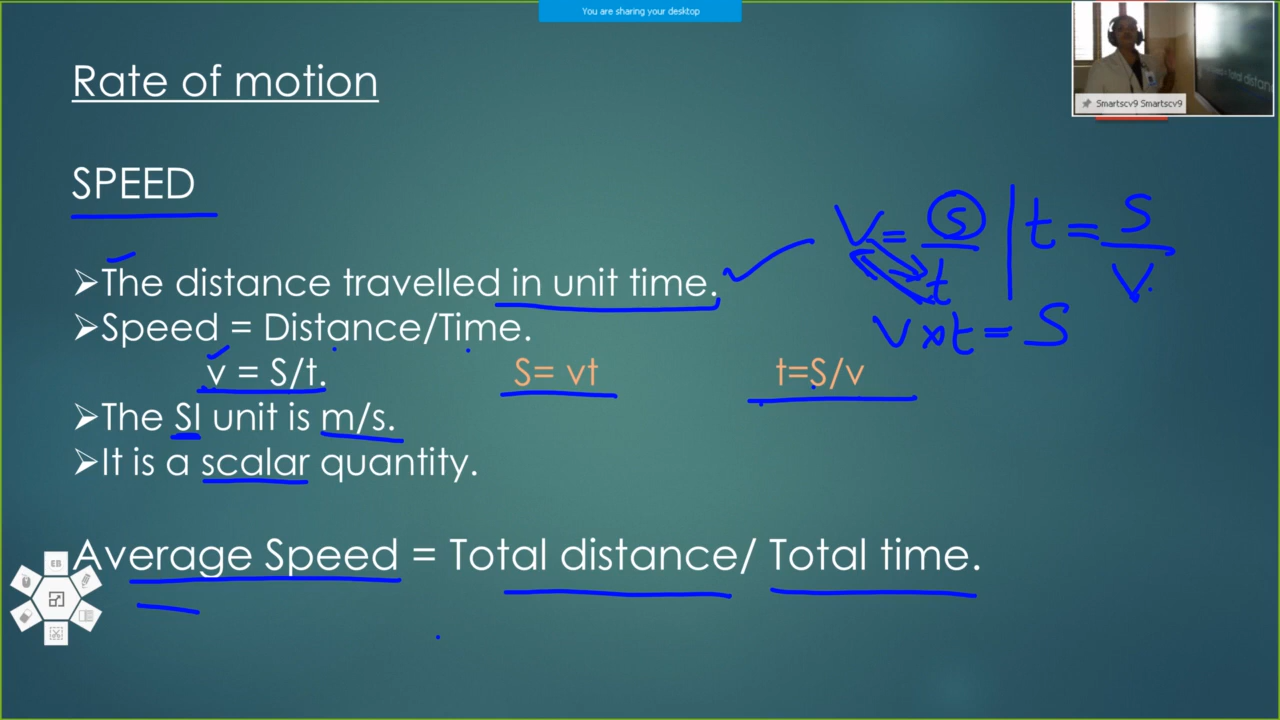 You are sharing your desktop
Rate of motion
Smartscv9 Smartscv9
SPEED
V = S/t | t = S/V
➢The distance travelled in unit time.
➢Speed = Distance/Time.
V × t = S
v = S/t. S= vt t=S/v
➢The SI unit is m/s.
➢It is a scalar quantity.
Average Speed = Total distance/ Total time.
EB